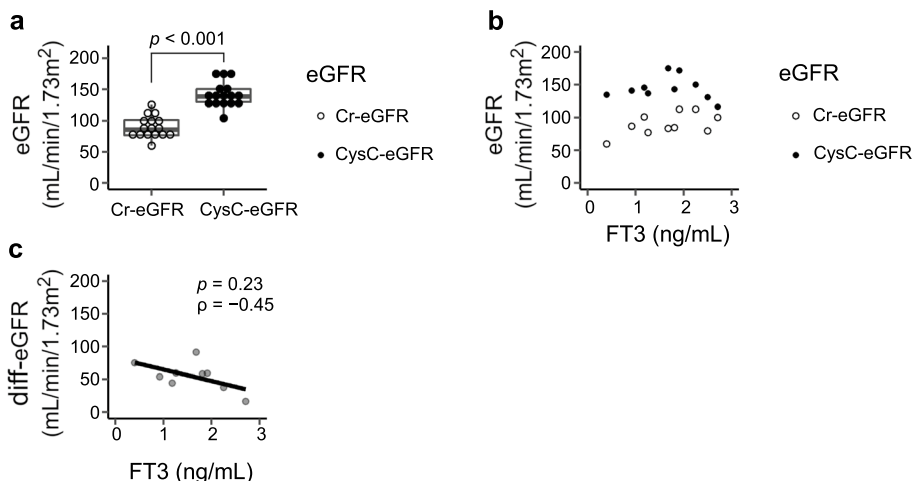 a
p < 0.001
eGFR
(mL/min/1.73m²)
200
150
100
50
0
Cr-eGFR
CysC-eGFR
eGFR
Cr-eGFR
CysC-eGFR
b
eGFR
(mL/min/1.73m²)
200
150
100
50
0
0 1 2 3
FT3 (ng/mL)
eGFR
Cr-eGFR
CysC-eGFR
c
diff-eGFR
(mL/min/1.73m²)
200
150
100
50
0
p = 0.23
ρ = −0.45
0 1 2 3
FT3 (ng/mL)